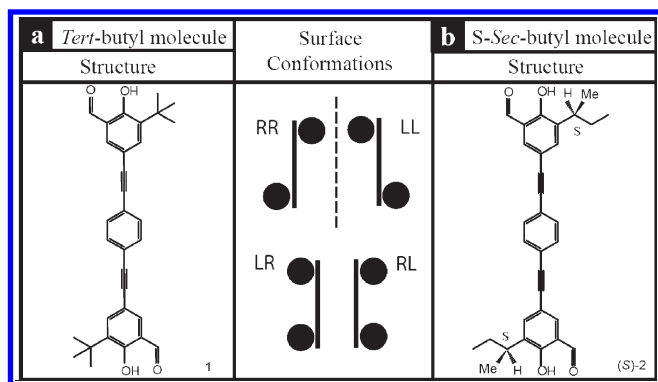 a Tert-butyl molecule
Structure
O
OH
OH
O
1
Surface
Conformations
RR
LL
LR
RL
b S-Sec-butyl molecule
Structure
O
OH
H
Me
S
S
Me
H
OH
O
(S)-2